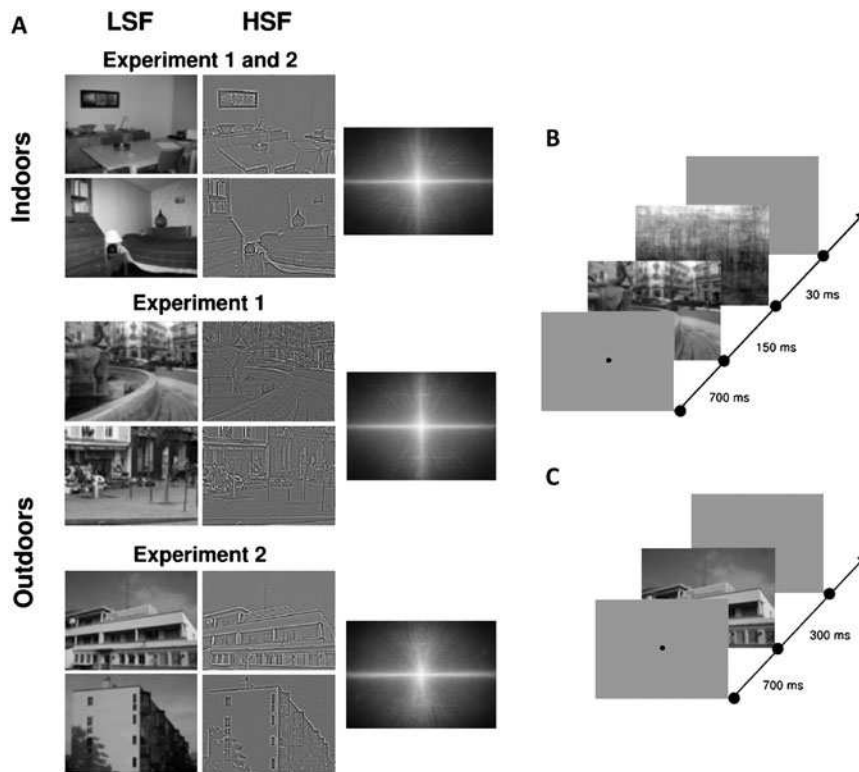 A
LSF HSF
Experiment 1 and 2
Indoors
Experiment 1
Outdoors
Experiment 2
B
30 ms
150 ms
700 ms
C
300 ms
700 ms